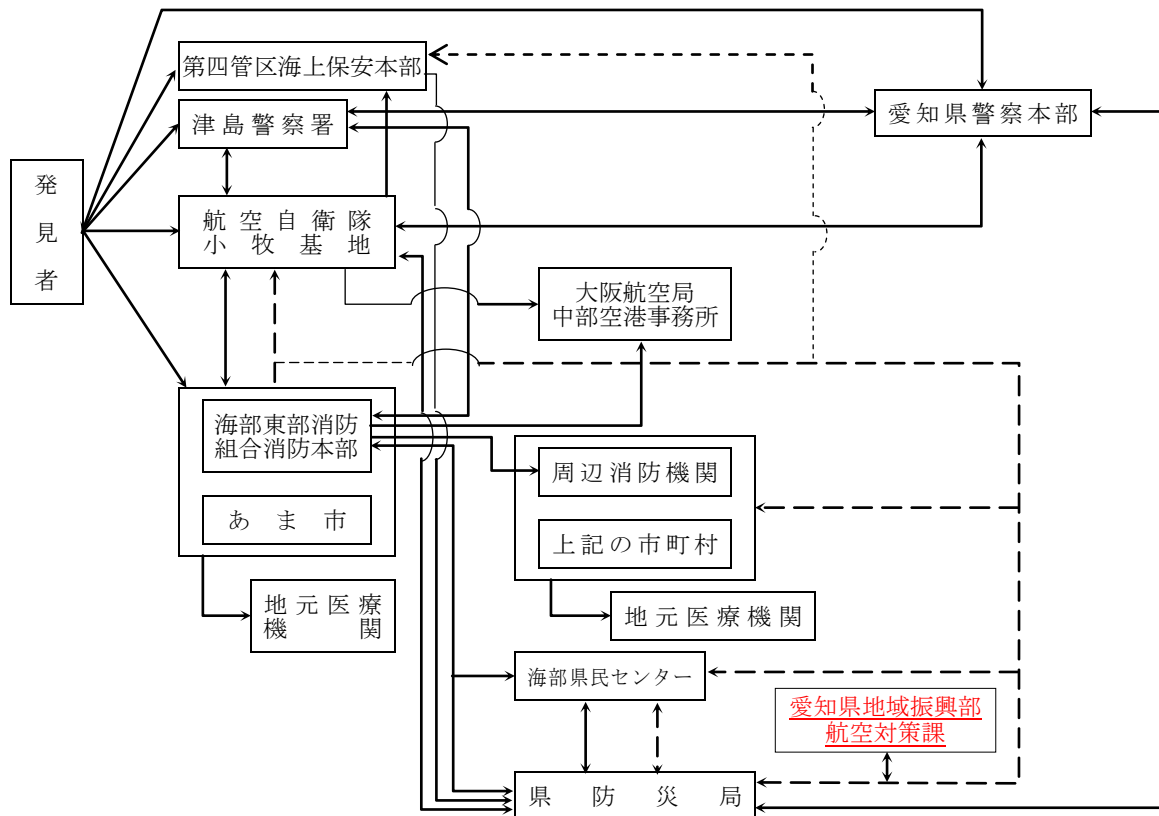 第四管区海上保安本部
津島警察署
愛知県警察本部
発見者
航空自衛隊
小牧基地
大阪航空局
中部空港事務所
海部東部消防
組合消防本部
周辺消防機関
あま市
上記の市町村
地元医療
機関
地元医療機関
海部県民センター
愛知県地域振興部
航空対策課
県防災局